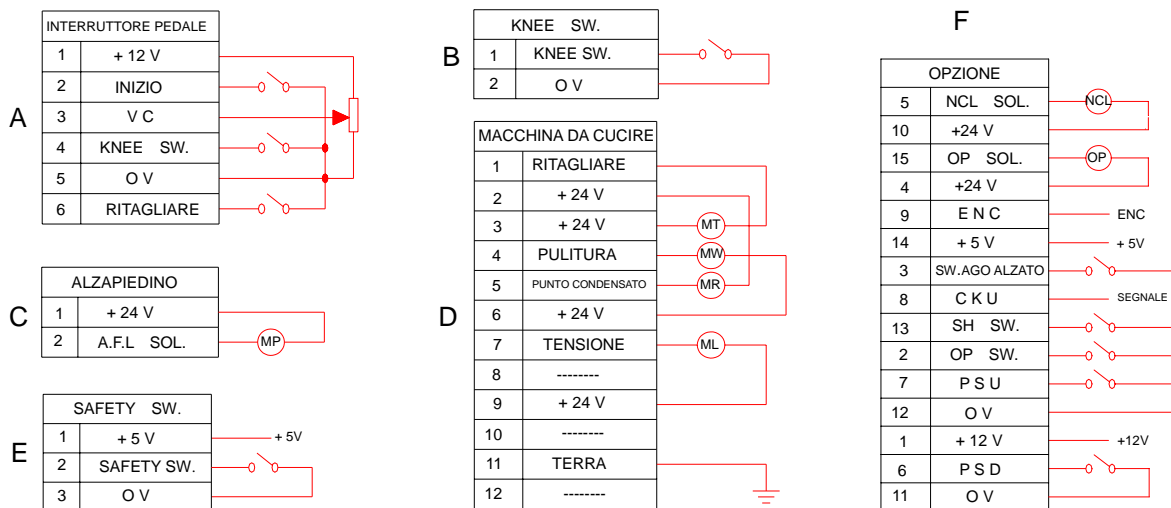 A
INTERRUTTORE PEDALE
1 + 12 V
2 INIZIO
3 V C
4 KNEE SW.
5 O V
6 RITAGLIARE
B
KNEE SW.
1 KNEE SW.
2 O V
C
ALZAPIEDINO
1 + 24 V
2 A.F.L SOL. MP
D
MACCHINA DA CUCIRE
1 RITAGLIARE
2 + 24 V
3 + 24 V MT
4 PULITURA MW
5 PUNTO CONDENSATO MR
6 + 24 V
7 TENSIONE ML
8 --------
9 + 24 V
10 --------
11 TERRA
12 --------
E
SAFETY SW.
1 + 5 V + 5V
2 SAFETY SW.
3 O V
F
OPZIONE
5 NCL SOL. NCL
10 +24 V
15 OP SOL. OP
4 +24 V
9 E N C ENC
14 + 5 V + 5V
3 SW.AGO ALZATO
8 C K U SEGNALE
13 SH SW.
2 OP SW.
7 P S U
12 O V
1 + 12 V +12V
6 P S D
11 O V